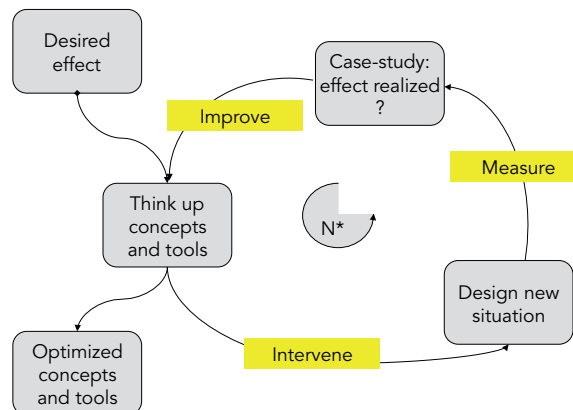 Desired
effect
Case-study:
effect realized
?
Improve
Measure
Think up
concepts
and tools
N*
Design new
situation
Intervene
Optimized
concepts
and tools